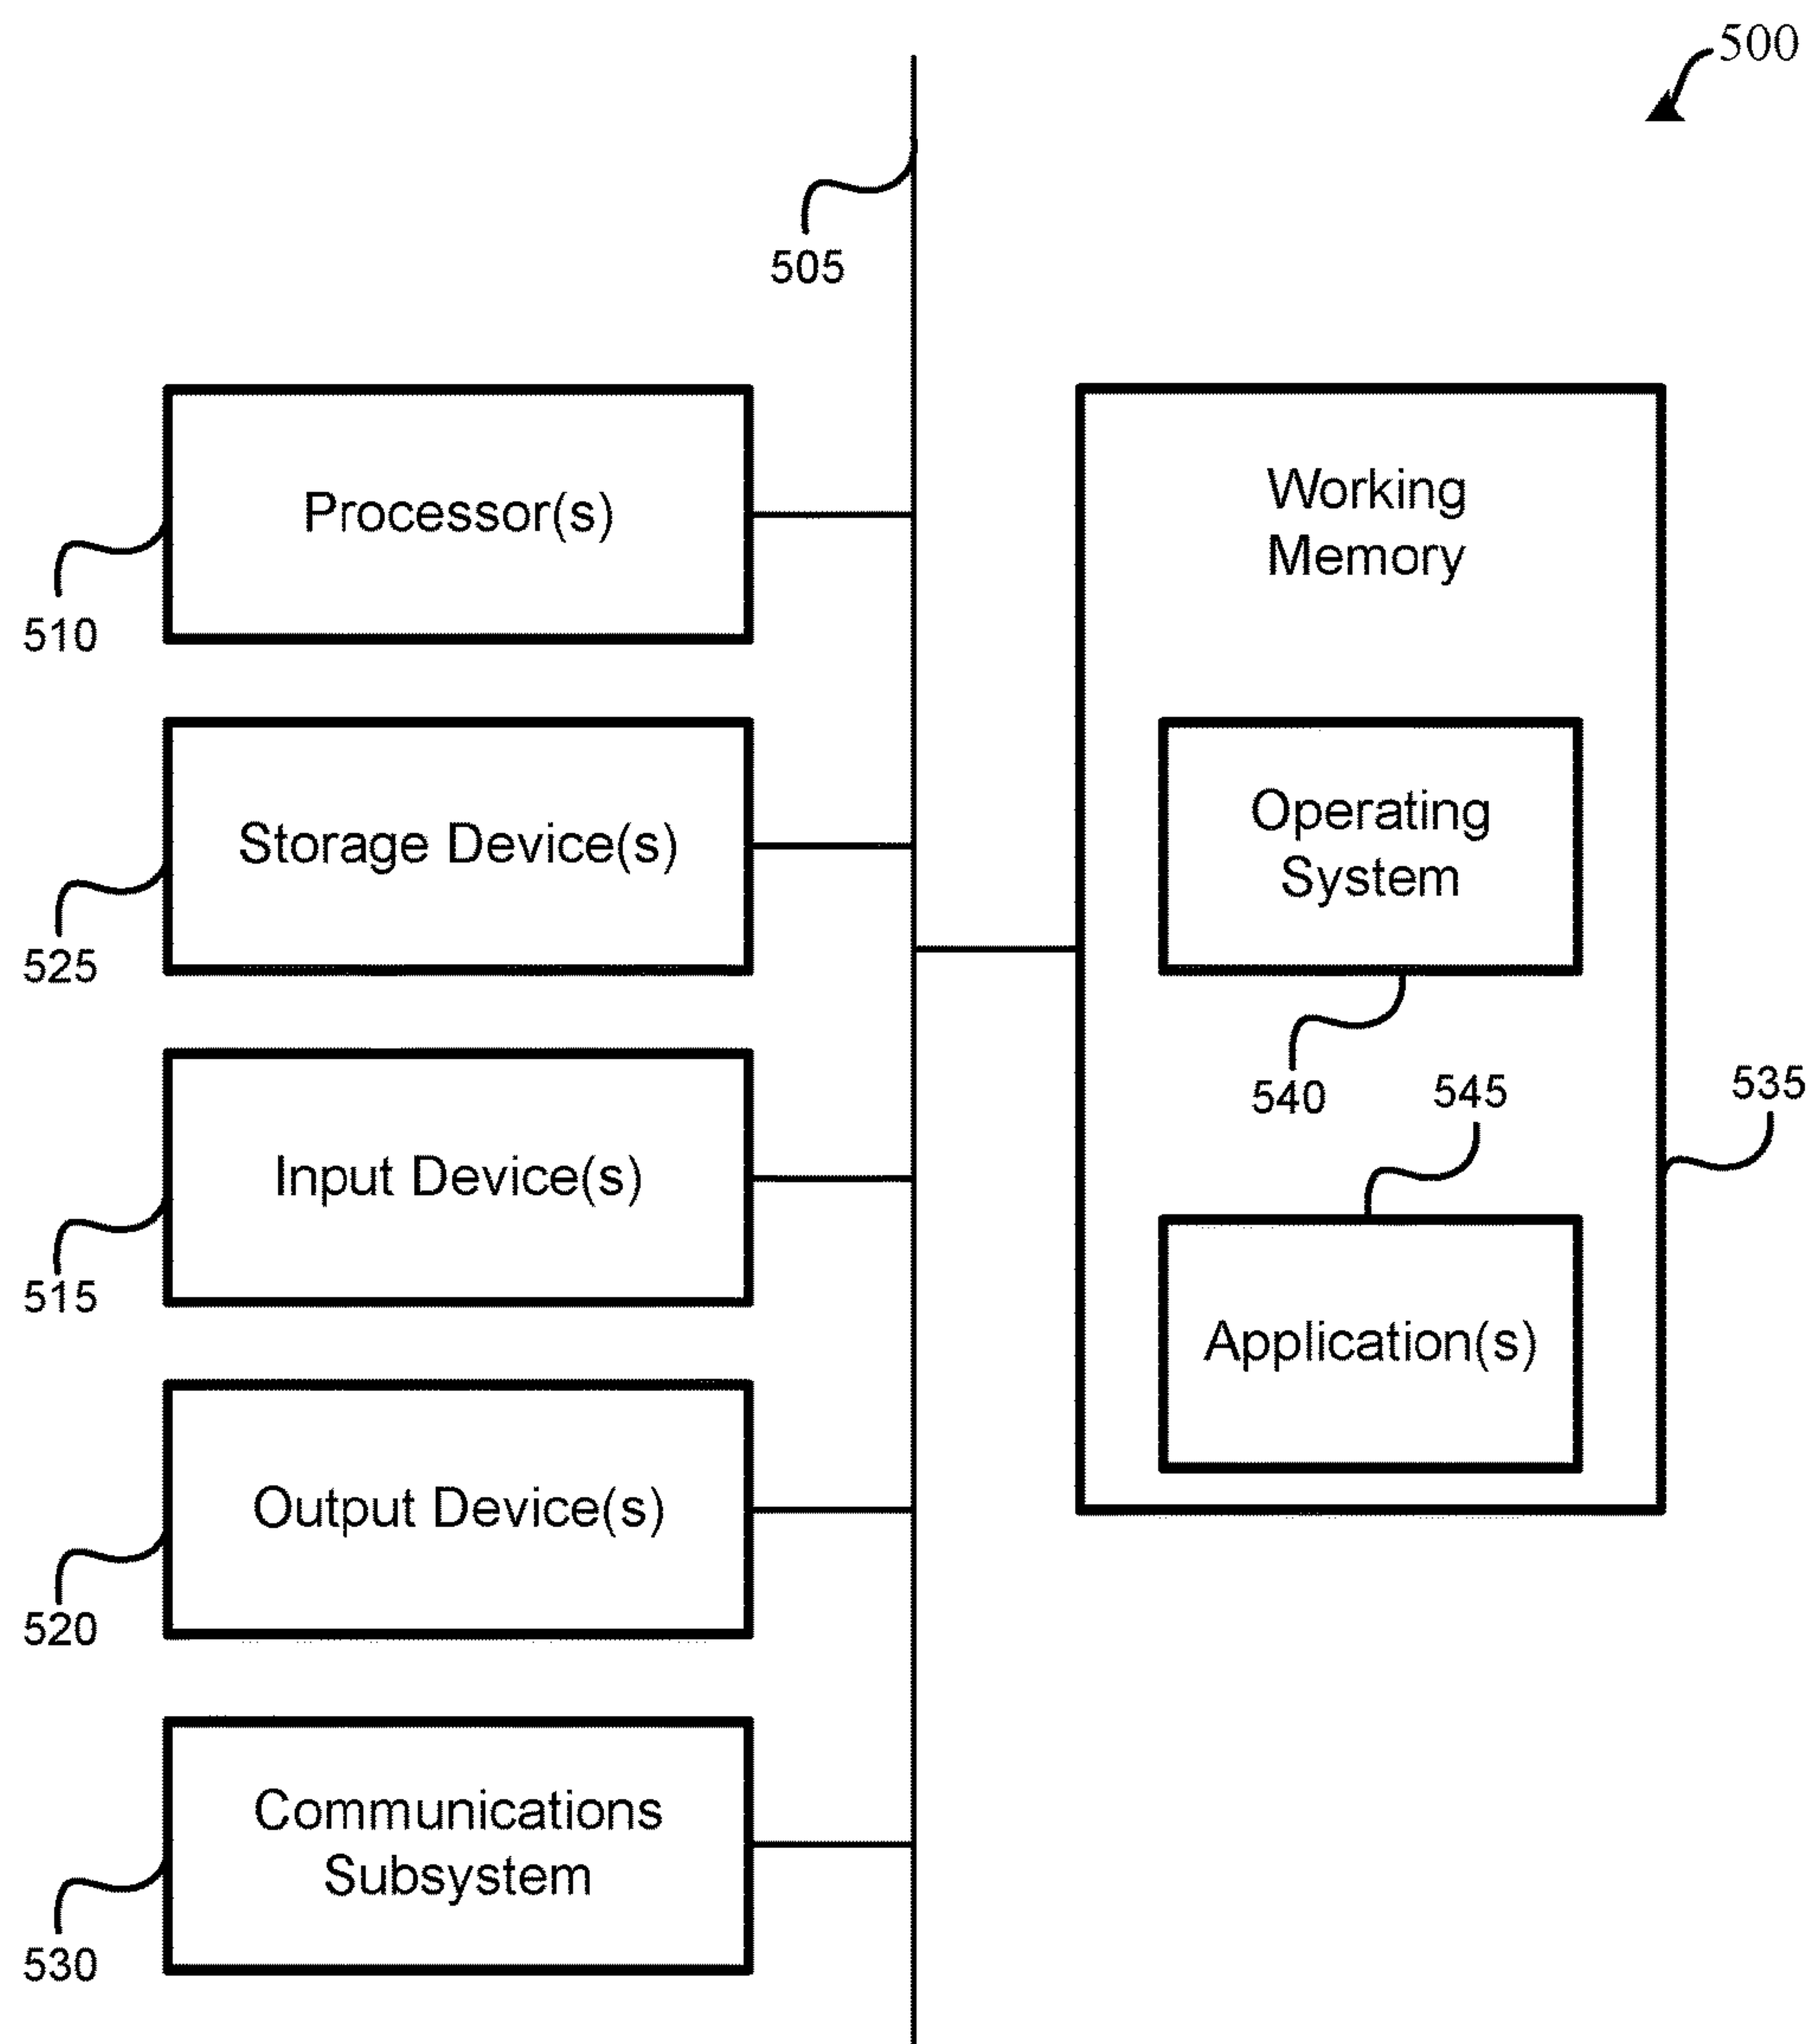 500
505
Processor(s)
510
Storage Device(s)
525
Input Device(s)
515
Output Device(s)
520
Communications
Subsystem
530
Working
Memory
Operating
System
540
545
535
Application(s)